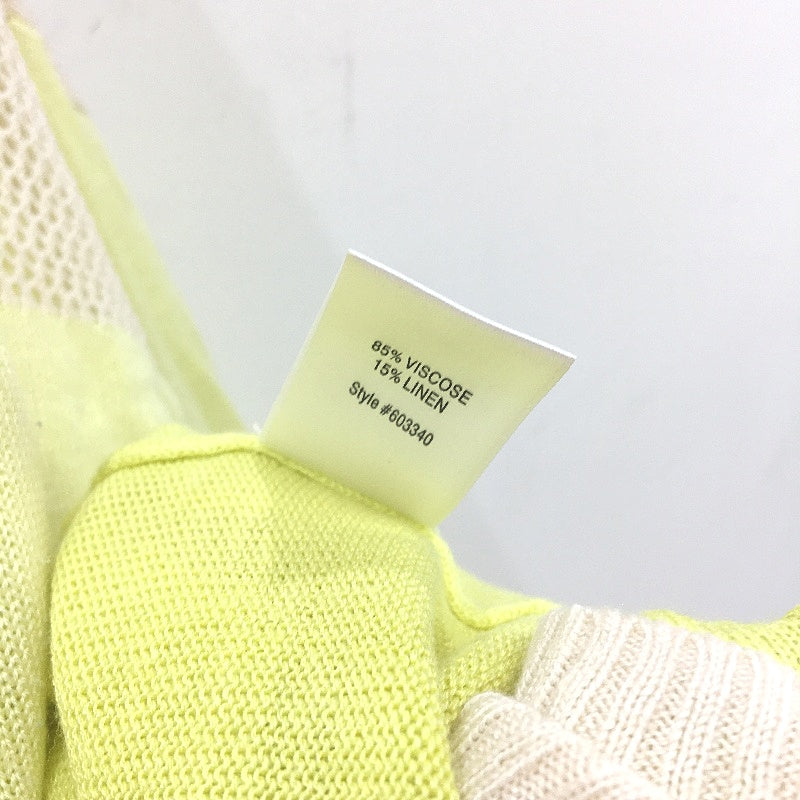 85% VISCOSE
15% LINEN
Style #603340